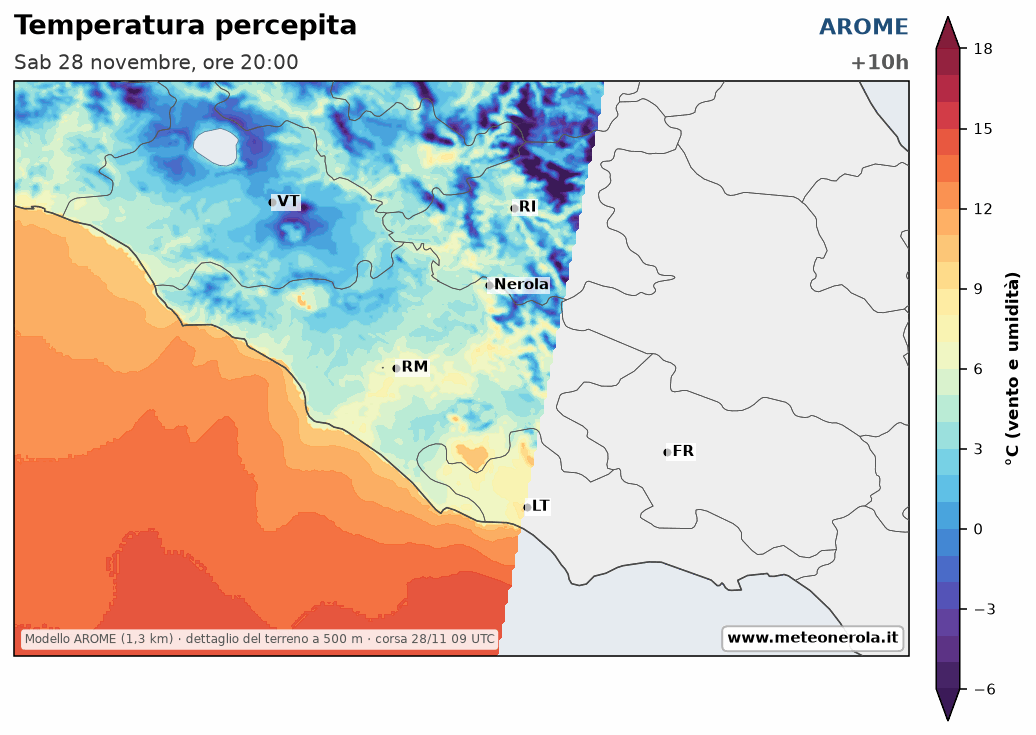 Temperatura percepita
AROME
Sab 28 novembre, ore 20:00
+10h
VT
RI
Nerola
RM
FR
LT
Modello AROME (1,3 km) · dettaglio del terreno a 500 m · corsa 28/11 09 UTC
www.meteonerola.it
18
15
12
9
6
3
0
−3
−6
°C (vento e umidità)